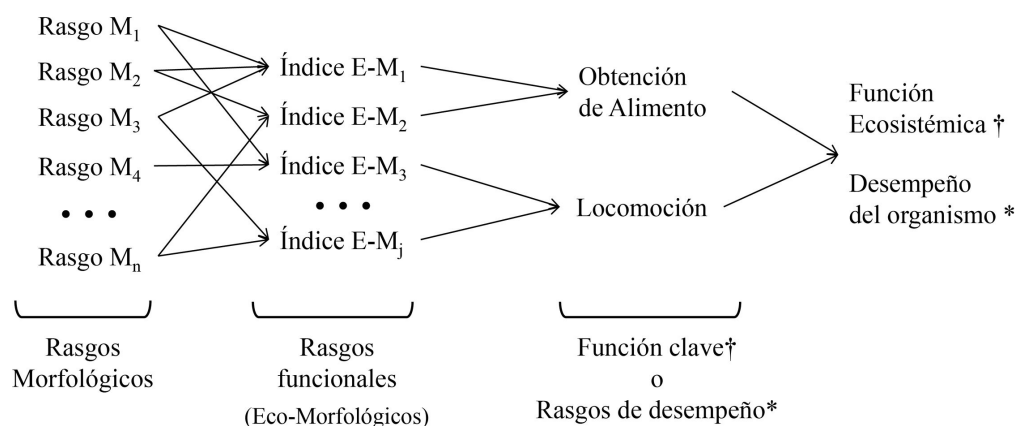 Rasgo M1
Rasgo M2
Rasgo M3
Rasgo M4
• • •
Rasgo Mn
Índice E-M1
Índice E-M2
Índice E-M3
• • •
Índice E-Mj
Obtención
de Alimento
Locomoción
Función
Ecosistémica †
Desempeño
del organismo *
Rasgos
Morfológicos
Rasgos
funcionales
(Eco-Morfológicos)
Función clave†
o
Rasgos de desempeño*